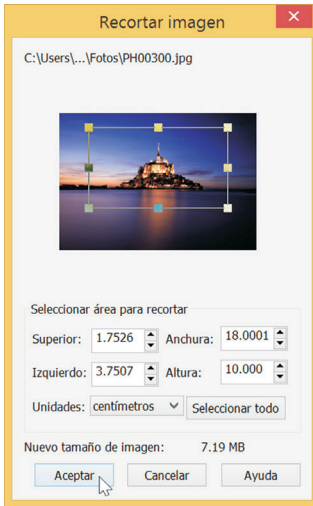 Recortar imagen
C:\Users\...\Fotos\PH00300.jpg
Seleccionar área para recortar
Superior: 1.7526 Anchura: 18.0001
Izquierdo: 3.7507 Altura: 10.000
Unidades: centímetros Seleccionar todo
Nuevo tamaño de imagen: 7.19 MB
Aceptar Cancelar Ayuda